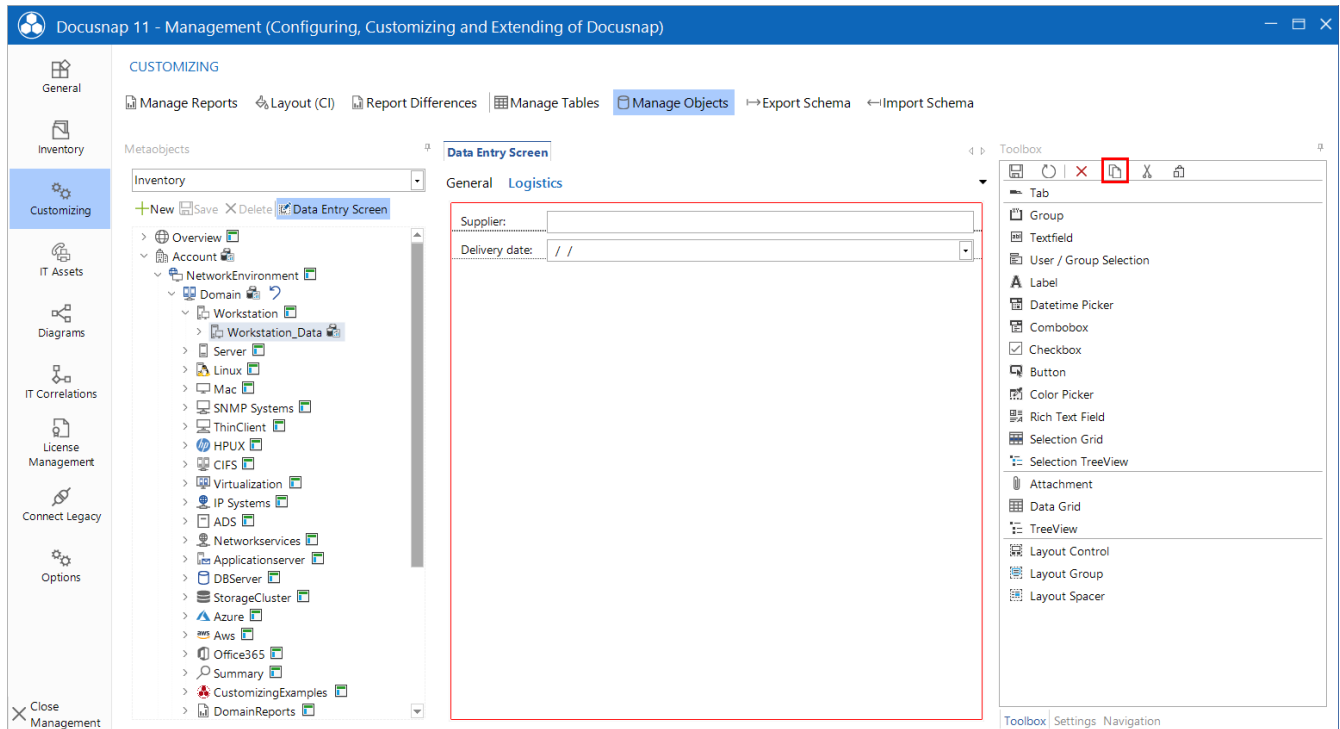 Docusnap 11 - Management (Configuring, Customizing and Extending of Docusnap)
General
Inventory
Customizing
IT Assets
Diagrams
IT Correlations
License
Management
Connect Legacy
Options
Close
Management
CUSTOMIZING
Manage Reports Layout (CI) Report Differences Manage Tables Manage Objects Export Schema Import Schema
Metaobjects
Inventory
New Save Delete Data Entry Screen
Overview
Account
NetworkEnvironment
Domain
Workstation
Workstation_Data
Server
Linux
Mac
SNMP Systems
ThinClient
HPUX
CIFS
Virtualization
IP Systems
ADS
Networkservices
Applicationserver
DBServer
StorageCluster
Azure
aws Aws
Office365
Summary
CustomizingExamples
DomainReports
Data Entry Screen
General Logistics
Supplier:
Delivery date: / /
Toolbox
Tab
Group
Textfield
User / Group Selection
Label
Datetime Picker
Combobox
Checkbox
Button
Color Picker
Rich Text Field
Selection Grid
Selection TreeView
Attachment
Data Grid
TreeView
Layout Control
Layout Group
Layout Spacer
Toolbox Settings Navigation